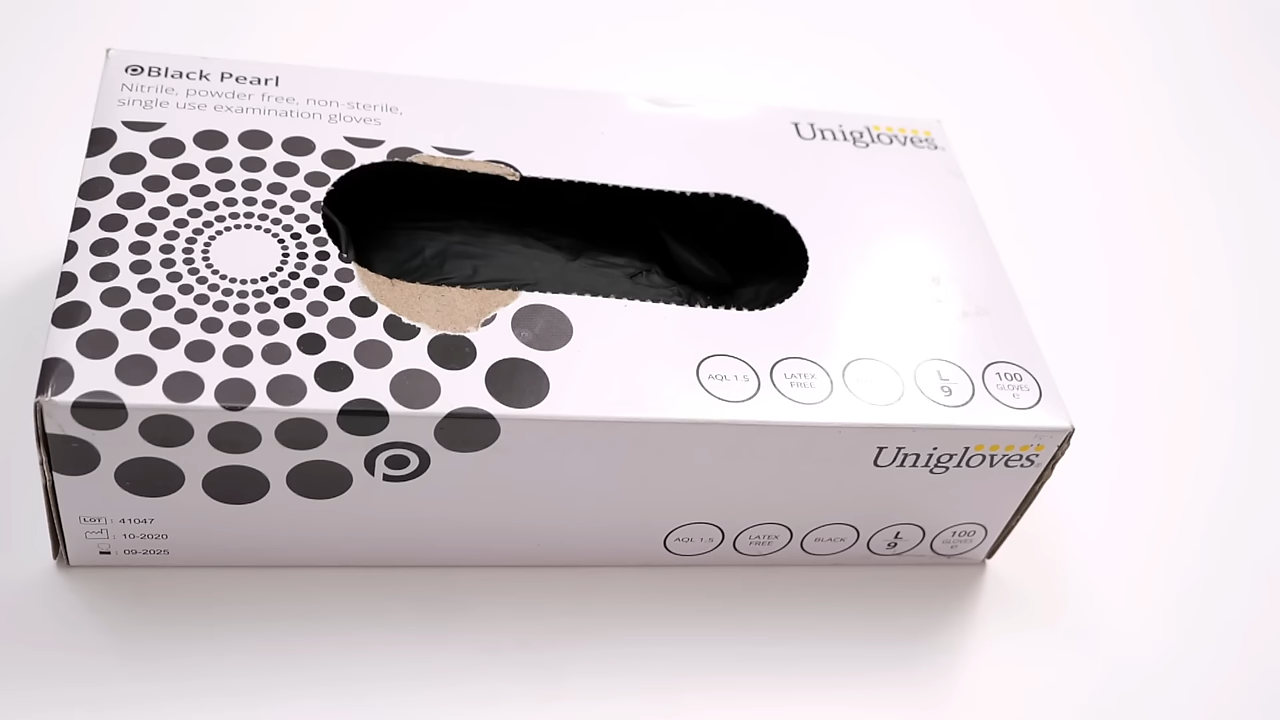 Black Pearl
Nitrile, powder free, non-sterile,
single use examination gloves
Unigloves
AQL 1.5
LATEX
FREE
L
9
100
GLOVES
e
Unigloves
LOT : 41047
: 10-2020
: 09-2025
AQL 1.5
LATEX
FREE
BLACK
L
9
100
GLOVES
e